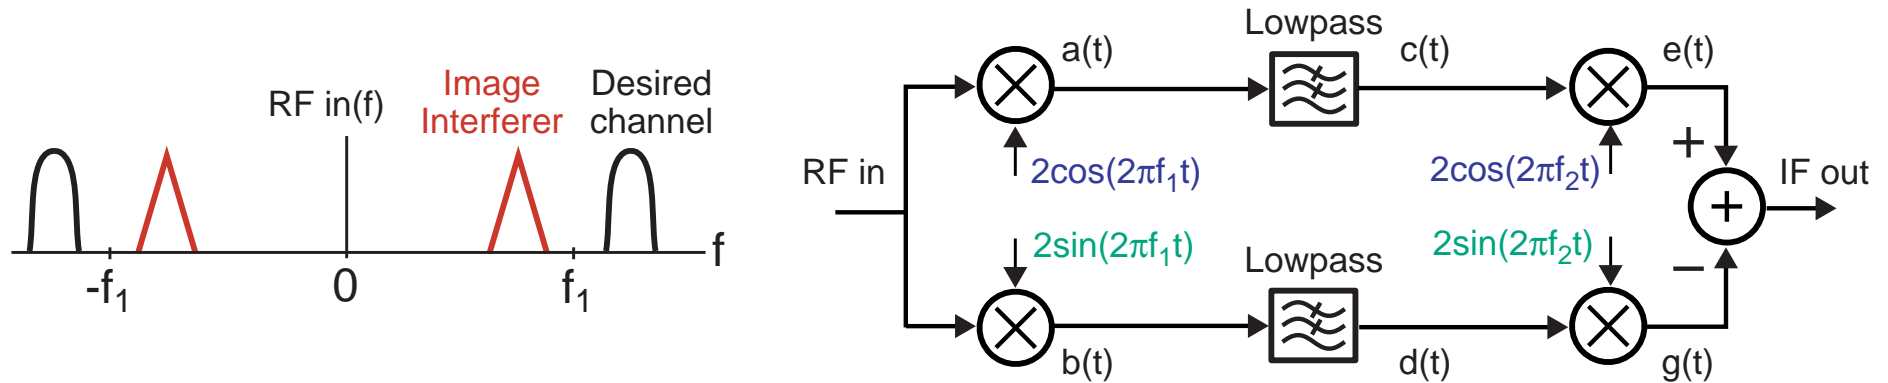 RF in(f)
Image
Interferer
Desired
channel
-f₁
0
f₁
f
RF in
a(t)
Lowpass
c(t)
e(t)
2cos(2πf₁t)
2cos(2πf₂t)
+
+
IF out
2sin(2πf₁t)
2sin(2πf₂t)
−
Lowpass
b(t)
d(t)
g(t)